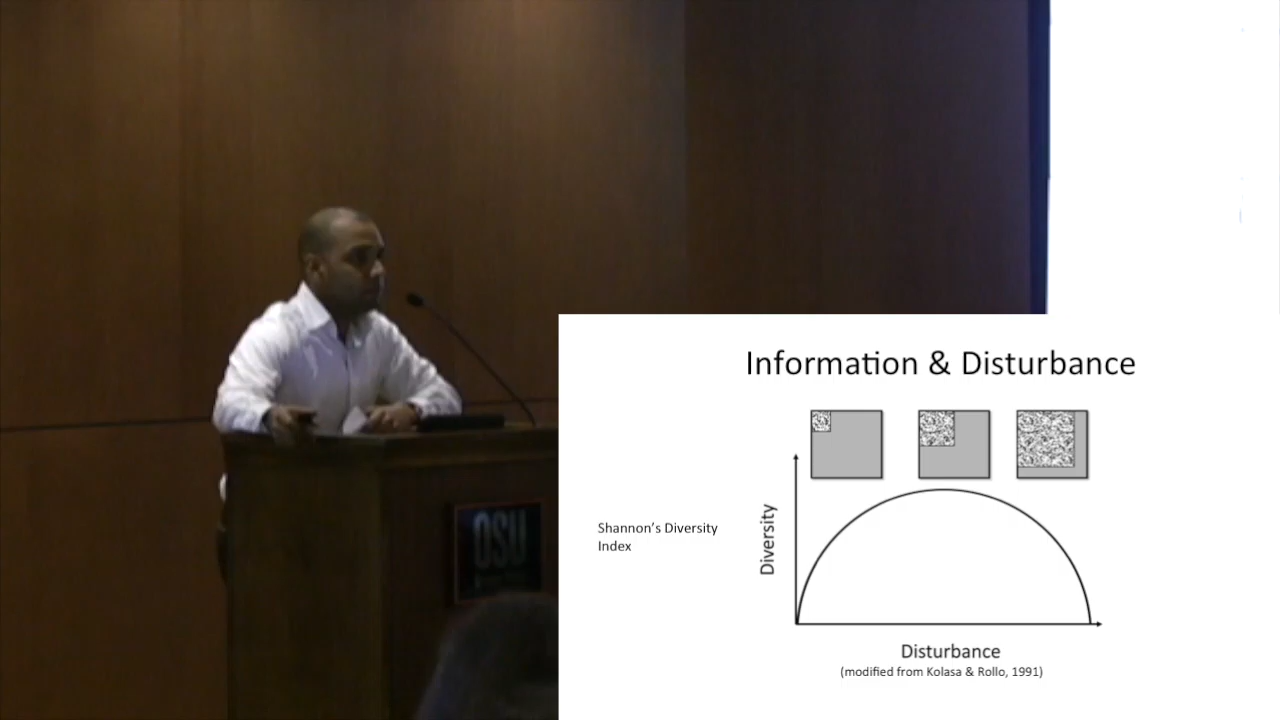 OSU
Information & Disturbance
Shannon's Diversity
Index
Diversity
Disturbance
(modified from Kolasa & Rollo, 1991)